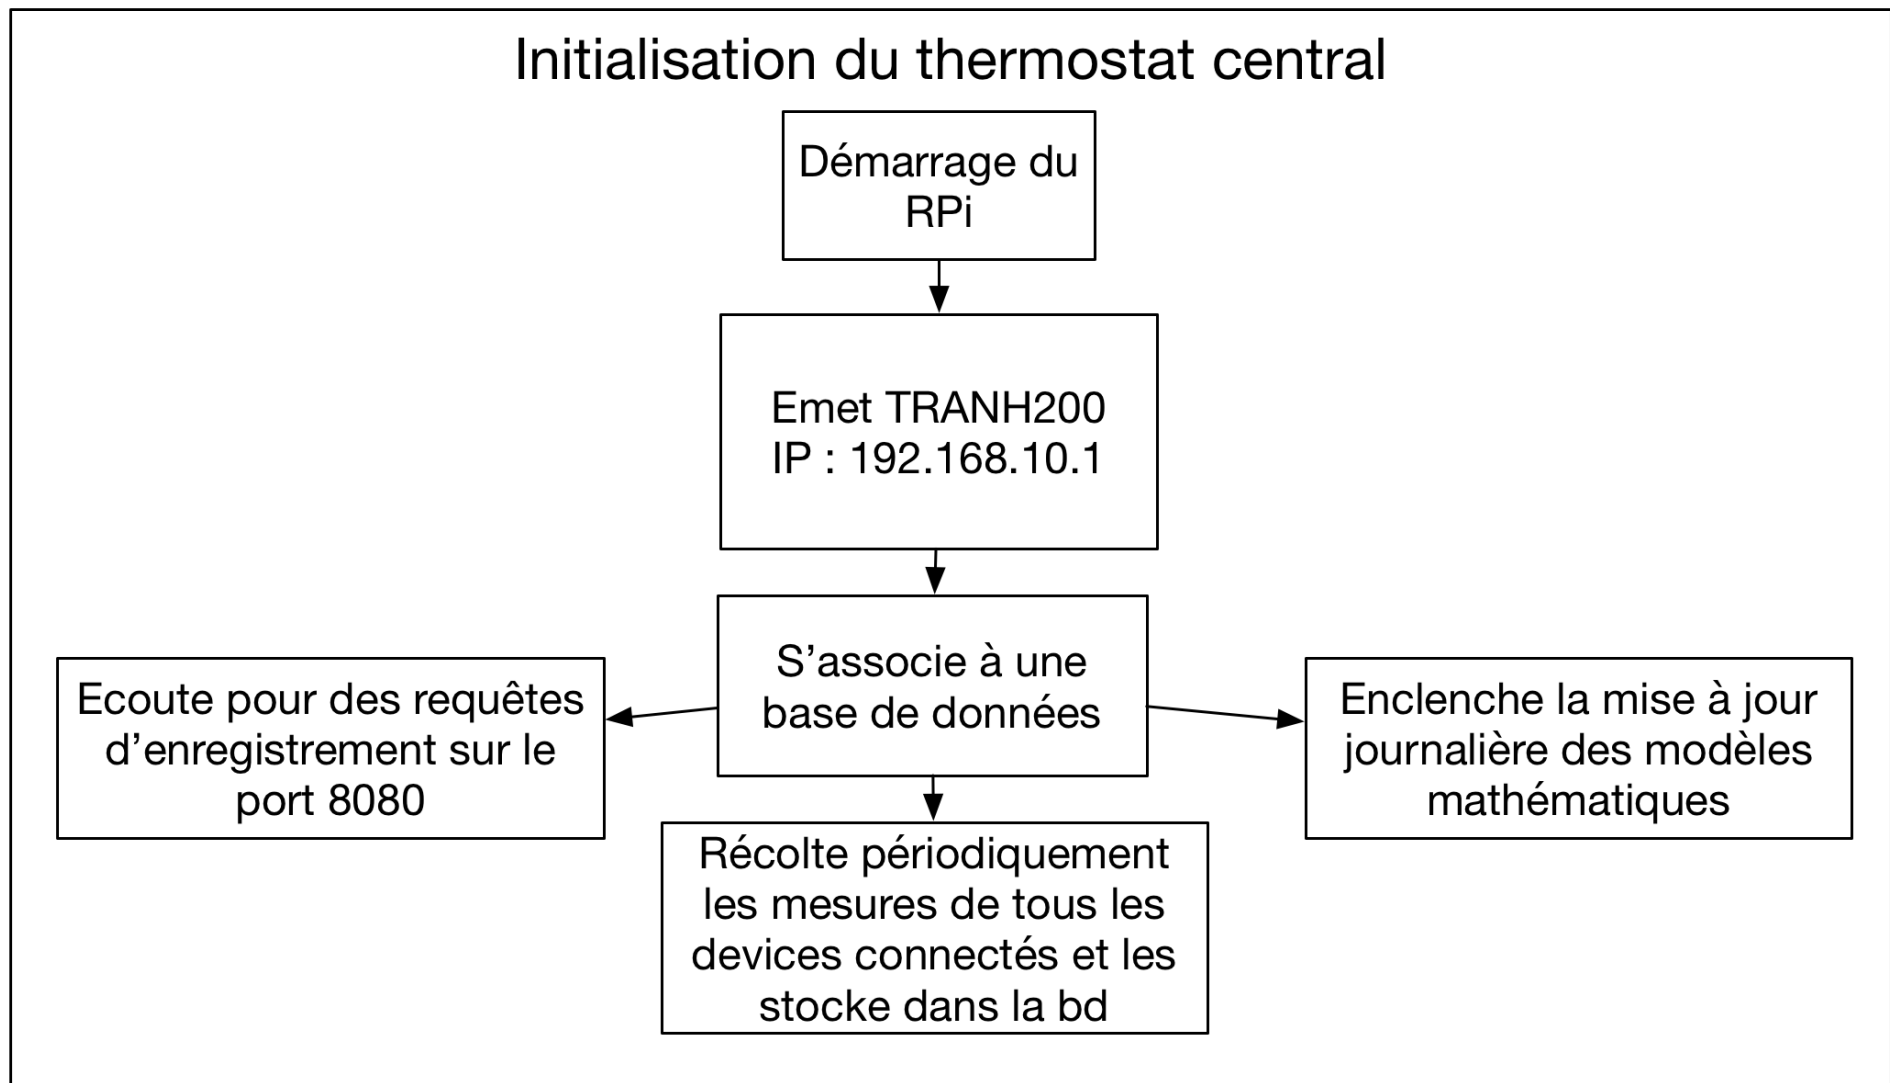 Initialisation du thermostat central
Démarrage du
RPi
Emet TRANH200
IP : 192.168.10.1
S’associe à une
base de données
Ecoute pour des requêtes
d’enregistrement sur le
port 8080
Enclenche la mise à jour
journalière des modèles
mathématiques
Récolte périodiquement
les mesures de tous les
devices connectés et les
stocke dans la bd